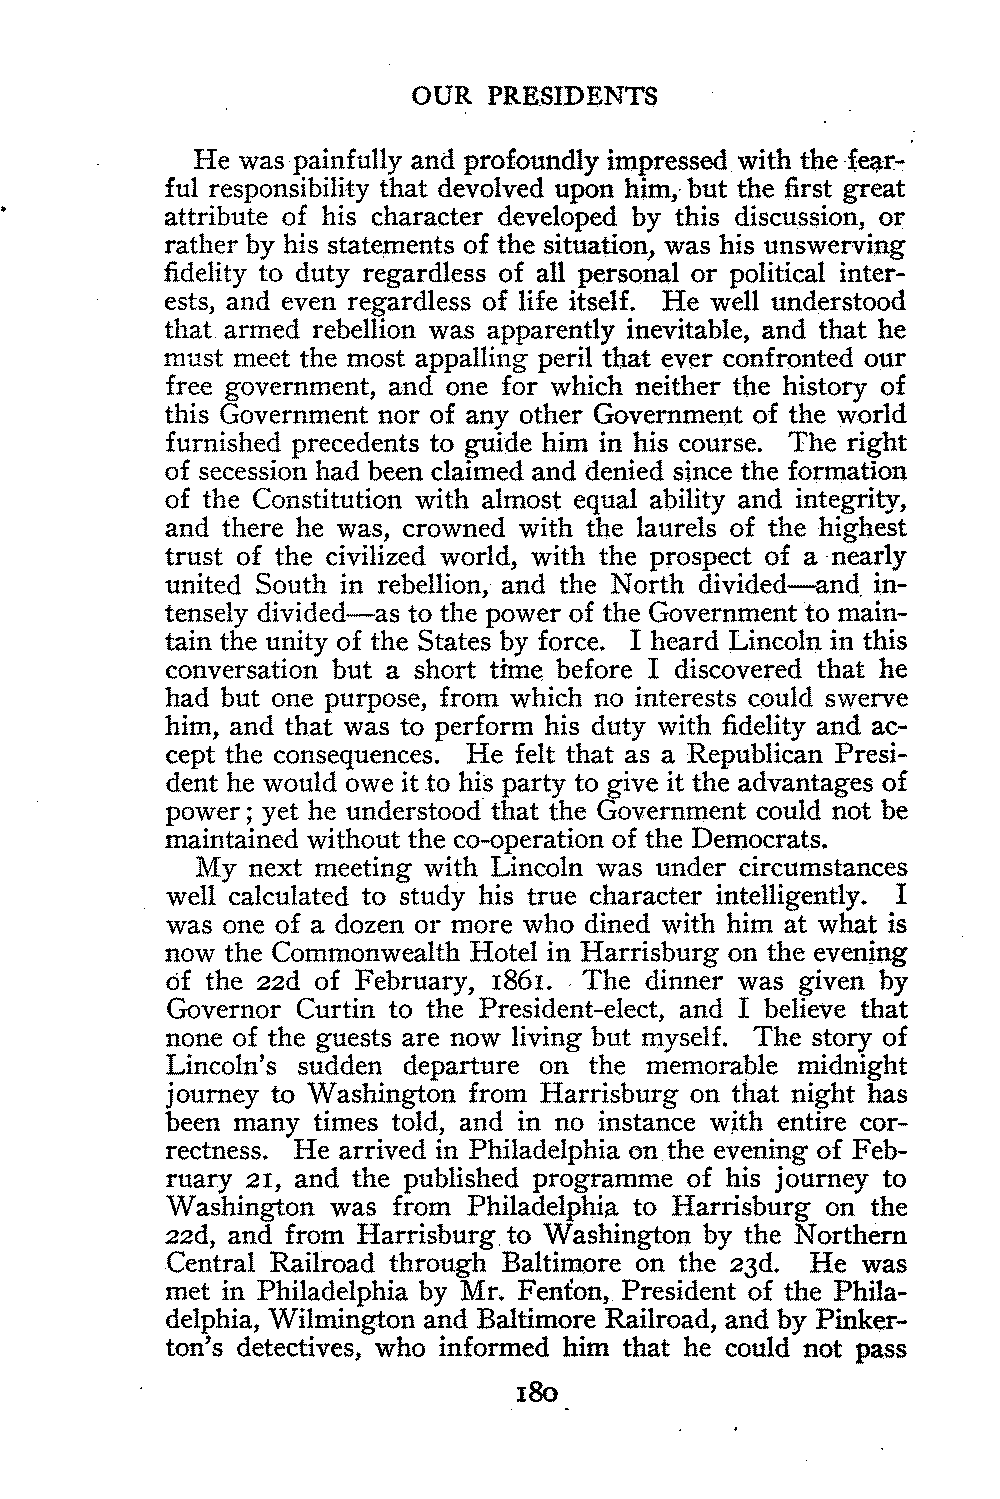 OUR PRESIDENTS
He was painfully and profoundly impressed with the fear-
ful responsibility that devolved upon him, but the first great
attribute of his character developed by this discussion, or
rather by his statements of the situation, was his unswerving
fidelity to duty regardless of all personal or political inter-
ests, and even regardless of life itself. He well understood
that armed rebellion was apparently inevitable, and that he
must meet the most appalling peril that ever confronted our
free government, and one for which neither the history of
this Government nor of any other Government of the world
furnished precedents to guide him in his course. The right
of secession had been claimed and denied since the formation
of the Constitution with almost equal ability and integrity,
and there he was, crowned with the laurels of the highest
trust of the civilized world, with the prospect of a nearly
united South in rebellion, and the North divided—and in-
tensely divided—as to the power of the Government to main-
tain the unity of the States by force. I heard Lincoln in this
conversation but a short time before I discovered that he
had but one purpose, from which no interests could swerve
him, and that was to perform his duty with fidelity and ac-
cept the consequences. He felt that as a Republican Presi-
dent he would owe it to his party to give it the advantages of
power; yet he understood that the Government could not be
maintained without the co-operation of the Democrats.
My next meeting with Lincoln was under circumstances
well calculated to study his true character intelligently. I
was one of a dozen or more who dined with him at what is
now the Commonwealth Hotel in Harrisburg on the evening
of the 22d of February, 1861. The dinner was given by
Governor Curtin to the President-elect, and I believe that
none of the guests are now living but myself. The story of
Lincoln's sudden departure on the memorable midnight
journey to Washington from Harrisburg on that night has
been many times told, and in no instance with entire cor-
rectness. He arrived in Philadelphia on the evening of Feb-
ruary 21, and the published programme of his journey to
Washington was from Philadelphia to Harrisburg on the
22d, and from Harrisburg to Washington by the Northern
Central Railroad through Baltimore on the 23d. He was
met in Philadelphia by Mr. Fenton, President of the Phila-
delphia, Wilmington and Baltimore Railroad, and by Pinker-
ton's detectives, who informed him that he could not pass
180